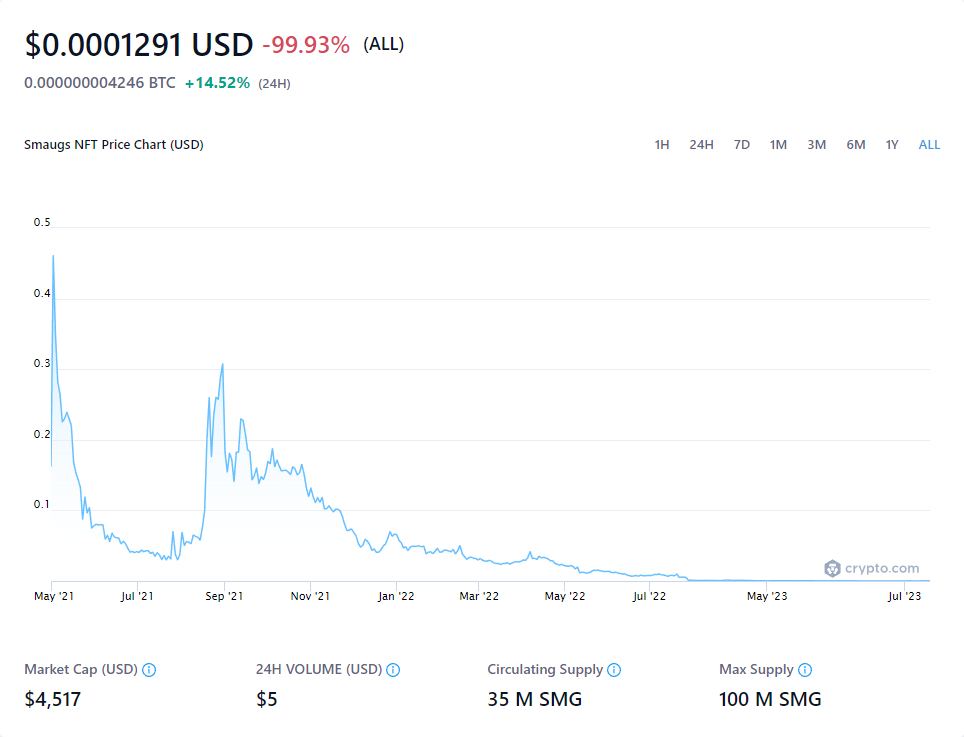 $0.0001291 USD -99.93% (ALL)
0.000000004246 BTC +14.52% (24H)
Smaugs NFT Price Chart (USD) 1H 24H 7D 1M 3M 6M 1Y ALL
0.5
0.4
0.3
0.2
0.1
crypto.com
May '21 Jul '21 Sep '21 Nov '21 Jan '22 Mar '22 May '22 Jul '22 May '23 Jul '23
Market Cap (USD) 24H VOLUME (USD) Circulating Supply Max Supply
$4,517 $5 35 M SMG 100 M SMG